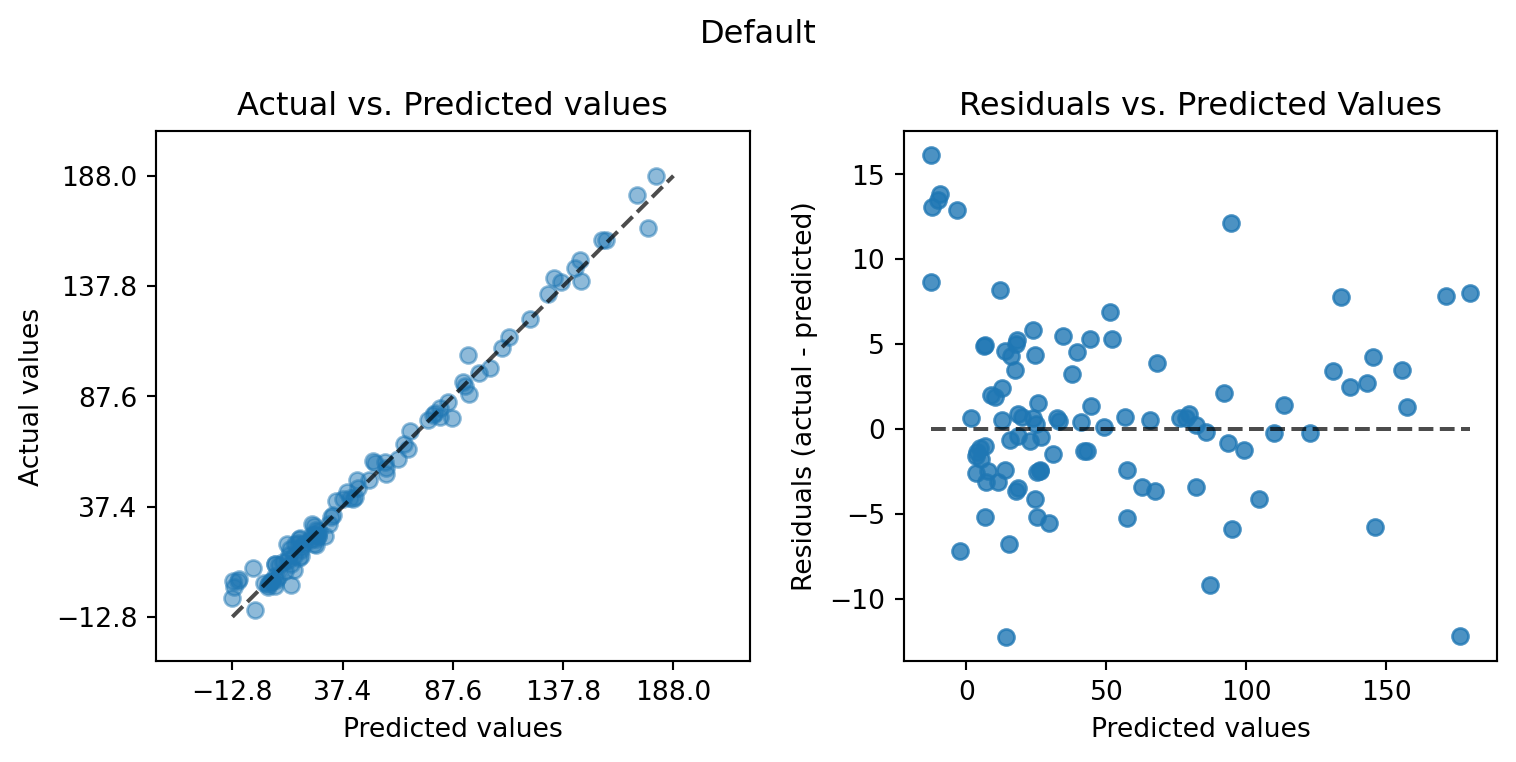 Default
Actual vs. Predicted values
Actual values
188.0
137.8
87.6
37.4
−12.8
−12.8 37.4 87.6 137.8 188.0
Predicted values
Residuals vs. Predicted Values
Residuals (actual - predicted)
15
10
5
0
−5
−10
0 50 100 150
Predicted values